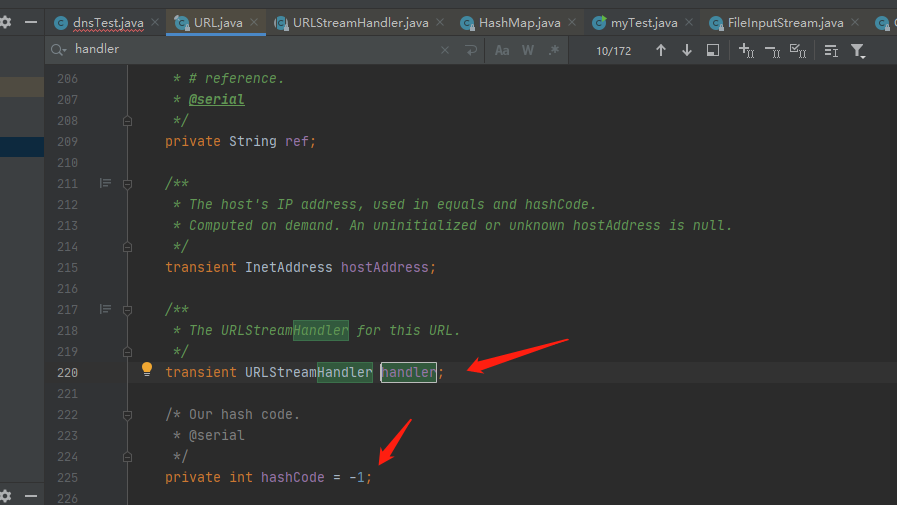 dnsTest.java URL.java URLStreamHandler.java HashMap.java myTest.java FileInputStream.java
handler Aa W .* 10/172
206 * # reference.
207 * @serial
208 */
209 private String ref;
210
211 /**
212 * The host's IP address, used in equals and hashCode.
213 * Computed on demand. An uninitialized or unknown hostAddress is null.
214 */
215 transient InetAddress hostAddress;
216
217 /**
218 * The URLStreamHandler for this URL.
219 */
220 transient URLStreamHandler handler;
221
222 /* Our hash code.
223 * @serial
224 */
225 private int hashCode = -1;
226